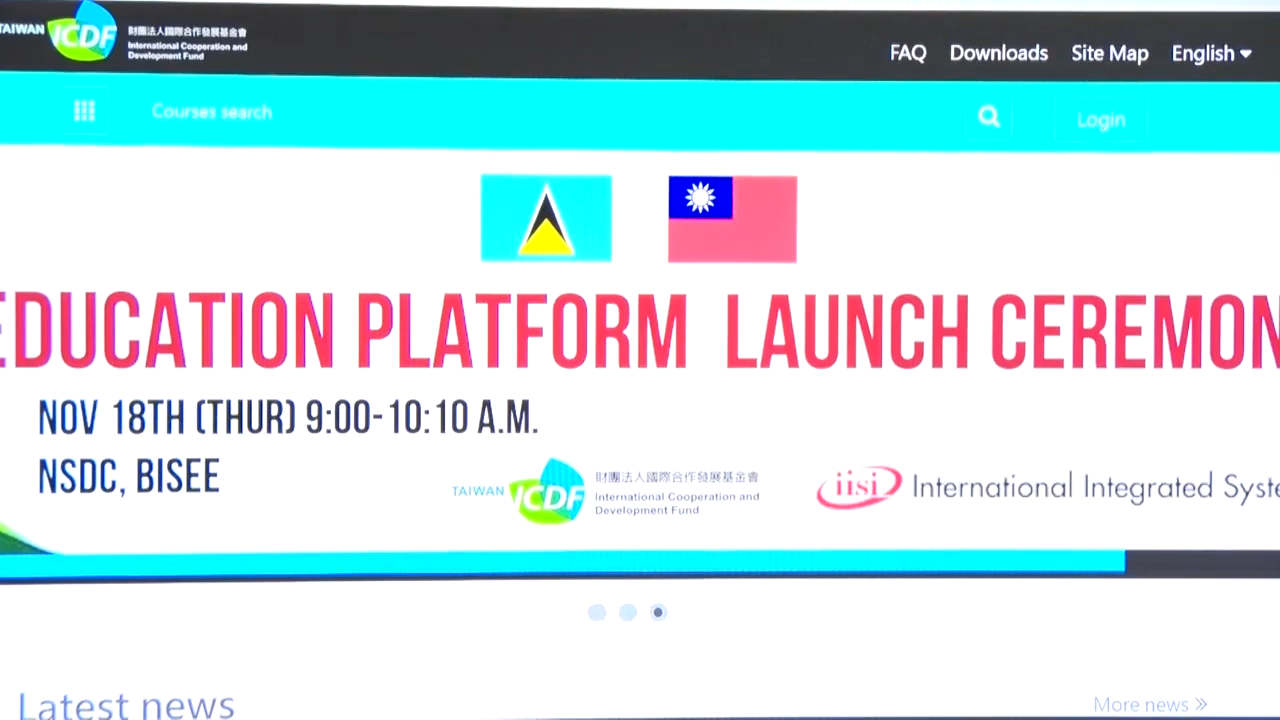 TAIWAN ICDF 財團法人國際合作發展基金會
International Cooperation and
Development Fund
FAQ Downloads Site Map English
Courses search
Login
EDUCATION PLATFORM LAUNCH CEREMON
NOV 18TH (THUR) 9:00-10:10 A.M.
NSDC, BISEE
TAIWAN ICDF 財團法人國際合作發展基金會
International Cooperation and
Development Fund
iisi International Integrated Syste
Latest news
More news »